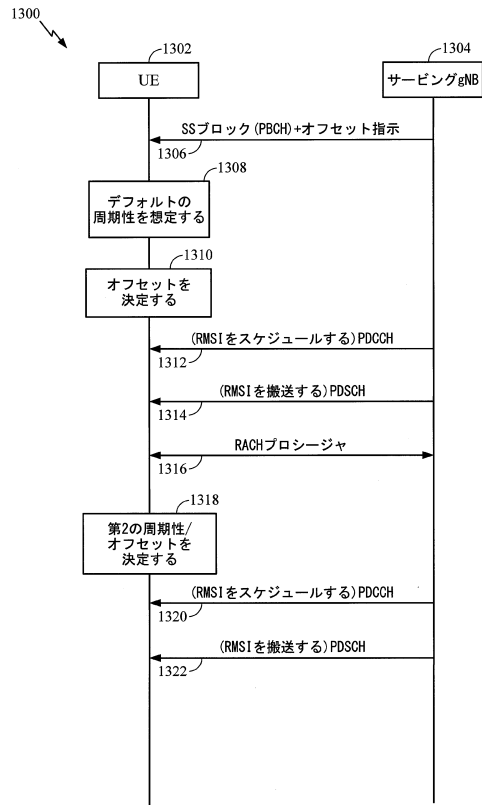 1300
1302
1304
UE
サービングgNB
SSブロック(PBCH)+オフセット指示
1306
1308
デフォルトの
周期性を想定する
1310
オフセットを
決定する
(RMSIをスケジュールする)PDCCH
1312
(RMSIを搬送する)PDSCH
1314
RACHプロシージャ
1316
1318
第2の周期性/
オフセットを
決定する
(RMSIをスケジュールする)PDCCH
1320
(RMSIを搬送する)PDSCH
1322